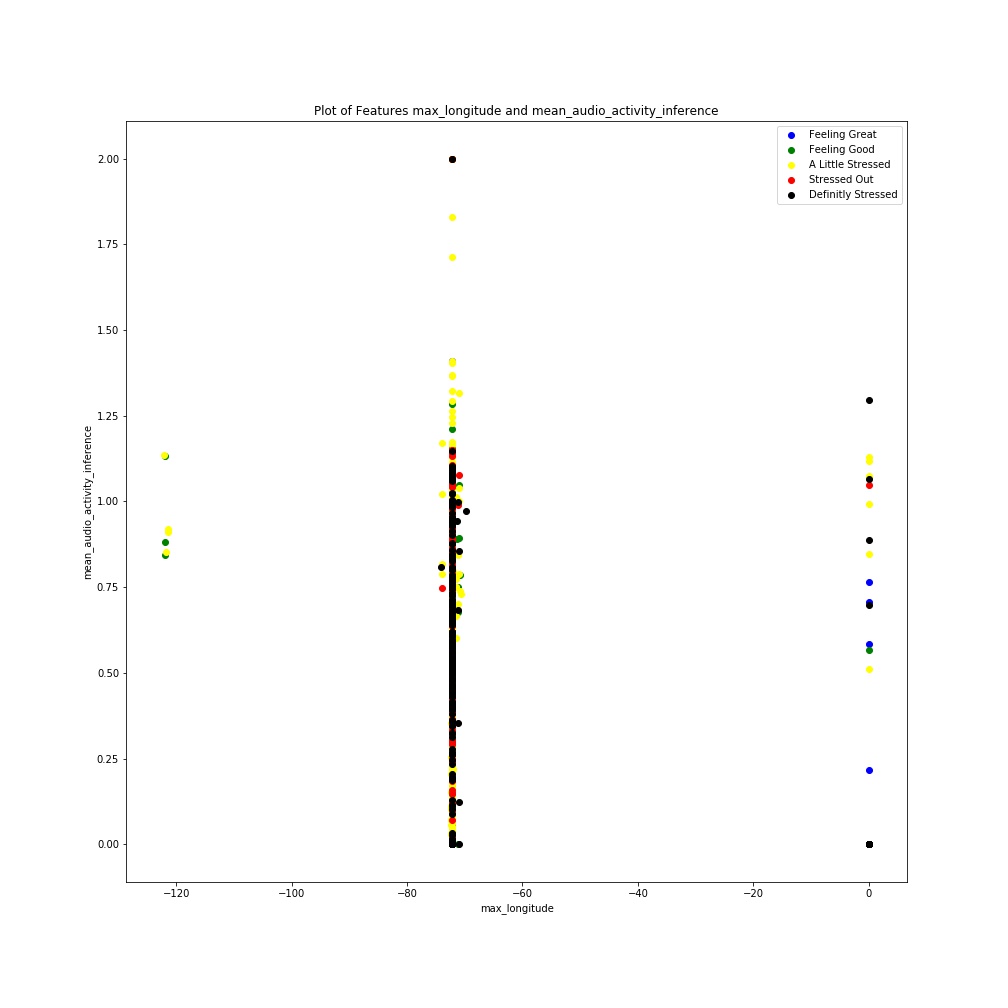 Plot of Features max_longitude and mean_audio_activity_inference
Feeling Great
Feeling Good
A Little Stressed
Stressed Out
Definitly Stressed
mean_audio_activity_inference
2.00
1.75
1.50
1.25
1.00
0.75
0.50
0.25
0.00
−120
−100
−80
−60
−40
−20
0
max_longitude